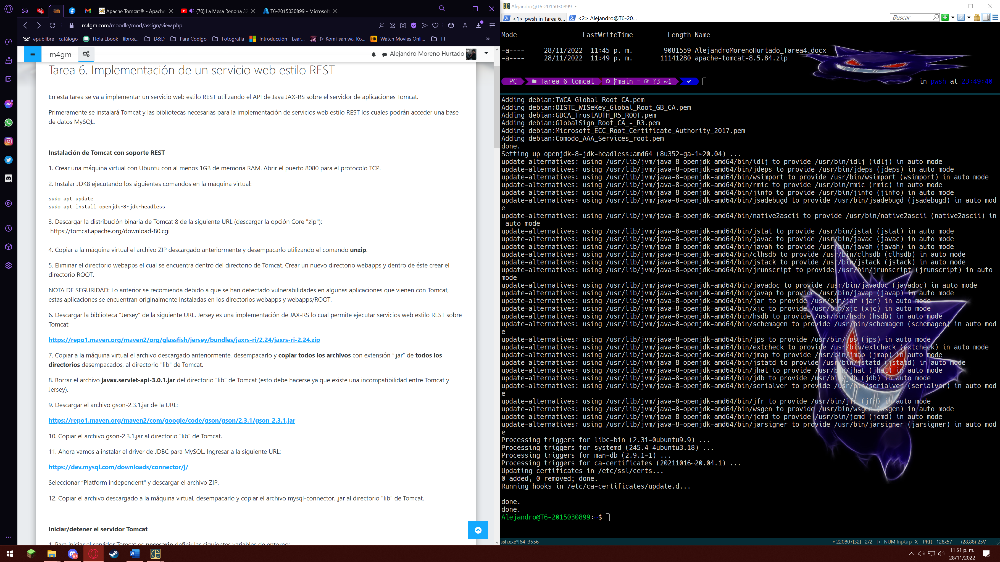 Apache Tomcat® - Apache
(70) La Mesa Reñoña 32
T6-2015030899 - Microsoft
m4gm.com/moodle/mod/assign/view.php
epublibre - catálogo
Hola Ebook - libros...
D&D
Para Codigo
Fotografia
Introducción - Lear...
▷ Komi-san wa, Ko...
HD
Watch Movies Onli...
TT
m4gm
Alejandro Moreno Hurtado
Tarea 6. Implementación de un servicio web estilo REST
En esta tarea se va a implementar un servicio web estilo REST utilizando el API de Java JAX-RS sobre el servidor de aplicaciones Tomcat.
Primeramente se instalará Tomcat y las bibliotecas necesarias para la implementación de servicios web estilo REST los cuales podrán acceder una base
de datos MySQL.
Instalación de Tomcat con soporte REST
1. Crear una máquina virtual con Ubuntu con al menos 1GB de memoria RAM. Abrir el puerto 8080 para el protocolo TCP.
2. Instalar JDK8 ejecutando los siguientes comandos en la máquina virtual:
sudo apt update
sudo apt install openjdk-8-jdk-headless
3. Descargar la distribución binaria de Tomcat 8 de la siguiente URL (descargar la opción Core "zip"):
https://tomcat.apache.org/download-80.cgi
4. Copiar a la máquina virtual el archivo ZIP descargado anteriormente y desempacarlo utilizando el comando unzip.
5. Eliminar el directorio webapps el cual se encuentra dentro del directorio de Tomcat. Crear un nuevo directorio webapps y dentro de éste crear el
directorio ROOT.
NOTA DE SEGURIDAD: Lo anterior se recomienda debido a que se han detectado vulnerabilidades en algunas aplicaciones que vienen con Tomcat,
estas aplicaciones se encuentran originalmente instaladas en los directorios webapps y webapps/ROOT.
6. Descargar la biblioteca "Jersey" de la siguiente URL. Jersey es una implementación de JAX-RS lo cual permite ejecutar servicios web estilo REST sobre
Tomcat:
https://repo1.maven.org/maven2/org/glassfish/jersey/bundles/jaxrs-ri/2.24/jaxrs-ri-2.24.zip
7. Copiar a la máquina virtual el archivo descargado anteriormente, desempacarlo y copiar todos los archivos con extensión “.jar” de todos los
directorios desempacados, al directorio "lib" de Tomcat.
8. Borrar el archivo javax.servlet-api-3.0.1.jar del directorio "lib" de Tomcat (esto debe hacerse ya que existe una incompatibilidad entre Tomcat y
Jersey).
9. Descargar el archivo gson-2.3.1.jar de la URL:
https://repo1.maven.org/maven2/com/google/code/gson/gson/2.3.1/gson-2.3.1.jar
10. Copiar el archivo gson-2.3.1.jar al directorio "lib" de Tomcat.
11. Ahora vamos a instalar el driver de JDBC para MySQL. Ingresar a la siguiente URL:
https://dev.mysql.com/downloads/connector/j/
Seleccionar “Platform independent" y descargar el archivo ZIP.
12. Copiar el archivo descargado a la máquina virtual, desempacarlo y copiar el archivo mysql-connector...jar al directorio "lib" de Tomcat.
Iniciar/detener el servidor Tomcat
1. Para iniciar el servidor Tomcat es necesario definir las siguientes variables de entorno:
Alejandro@T6-2015030899: ~
<1> pwsh in Tarea 6...
<2> Alejandro@T6-20...
Buscar
Mode LastWriteTime Length Name
---- ------------- ------ ----
-a---- 28/11/2022 11:45 p. m. 9081559 AlejandroMorenoHurtado_Tarea4.docx
-a---- 28/11/2022 11:49 p. m. 11141280 apache-tomcat-8.5.84.zip
PC Tarea 6 tomcat main ≡ ?3 ~1 in pwsh at 23:49:40
Adding debian:TWCA_Global_Root_CA.pem
Adding debian:OISTE_WISeKey_Global_Root_GB_CA.pem
Adding debian:GDCA_TrustAUTH_R5_ROOT.pem
Adding debian:GlobalSign_Root_CA_-_R3.pem
Adding debian:Microsoft_ECC_Root_Certificate_Authority_2017.pem
Adding debian:Comodo_AAA_Services_root.pem
done.
Setting up openjdk-8-jdk-headless:amd64 (8u352-ga-1~20.04) ...
update-alternatives: using /usr/lib/jvm/java-8-openjdk-amd64/bin/idlj to provide /usr/bin/idlj (idlj) in auto mode
update-alternatives: using /usr/lib/jvm/java-8-openjdk-amd64/bin/jdeps to provide /usr/bin/jdeps (jdeps) in auto mode
update-alternatives: using /usr/lib/jvm/java-8-openjdk-amd64/bin/wsimport to provide /usr/bin/wsimport (wsimport) in auto mode
update-alternatives: using /usr/lib/jvm/java-8-openjdk-amd64/bin/rmic to provide /usr/bin/rmic (rmic) in auto mode
update-alternatives: using /usr/lib/jvm/java-8-openjdk-amd64/bin/jinfo to provide /usr/bin/jinfo (jinfo) in auto mode
update-alternatives: using /usr/lib/jvm/java-8-openjdk-amd64/bin/jsadebugd to provide /usr/bin/jsadebugd (jsadebugd) in auto mod
e
update-alternatives: using /usr/lib/jvm/java-8-openjdk-amd64/bin/native2ascii to provide /usr/bin/native2ascii (native2ascii) in
auto mode
update-alternatives: using /usr/lib/jvm/java-8-openjdk-amd64/bin/jstat to provide /usr/bin/jstat (jstat) in auto mode
update-alternatives: using /usr/lib/jvm/java-8-openjdk-amd64/bin/javac to provide /usr/bin/javac (javac) in auto mode
update-alternatives: using /usr/lib/jvm/java-8-openjdk-amd64/bin/javah to provide /usr/bin/javah (javah) in auto mode
update-alternatives: using /usr/lib/jvm/java-8-openjdk-amd64/bin/clhsdb to provide /usr/bin/clhsdb (clhsdb) in auto mode
update-alternatives: using /usr/lib/jvm/java-8-openjdk-amd64/bin/jstack to provide /usr/bin/jstack (jstack) in auto mode
update-alternatives: using /usr/lib/jvm/java-8-openjdk-amd64/bin/jrunscript to provide /usr/bin/jrunscript (jrunscript) in auto
mode
update-alternatives: using /usr/lib/jvm/java-8-openjdk-amd64/bin/javadoc to provide /usr/bin/javadoc (javadoc) in auto mode
update-alternatives: using /usr/lib/jvm/java-8-openjdk-amd64/bin/javap to provide /usr/bin/javap (javap) in auto mode
update-alternatives: using /usr/lib/jvm/java-8-openjdk-amd64/bin/jar to provide /usr/bin/jar (jar) in auto mode
update-alternatives: using /usr/lib/jvm/java-8-openjdk-amd64/bin/xjc to provide /usr/bin/xjc (xjc) in auto mode
update-alternatives: using /usr/lib/jvm/java-8-openjdk-amd64/bin/hsdb to provide /usr/bin/hsdb (hsdb) in auto mode
update-alternatives: using /usr/lib/jvm/java-8-openjdk-amd64/bin/schemagen to provide /usr/bin/schemagen (schemagen) in auto mod
e
update-alternatives: using /usr/lib/jvm/java-8-openjdk-amd64/bin/jps to provide /usr/bin/jps (jps) in auto mode
update-alternatives: using /usr/lib/jvm/java-8-openjdk-amd64/bin/extcheck to provide /usr/bin/extcheck (extcheck) in auto mode
update-alternatives: using /usr/lib/jvm/java-8-openjdk-amd64/bin/jmap to provide /usr/bin/jmap (jmap) in auto mode
update-alternatives: using /usr/lib/jvm/java-8-openjdk-amd64/bin/jstatd to provide /usr/bin/jstatd (jstatd) in auto mode
update-alternatives: using /usr/lib/jvm/java-8-openjdk-amd64/bin/jhat to provide /usr/bin/jhat (jhat) in auto mode
update-alternatives: using /usr/lib/jvm/java-8-openjdk-amd64/bin/jdb to provide /usr/bin/jdb (jdb) in auto mode
update-alternatives: using /usr/lib/jvm/java-8-openjdk-amd64/bin/serialver to provide /usr/bin/serialver (serialver) in auto mod
e
update-alternatives: using /usr/lib/jvm/java-8-openjdk-amd64/bin/jfr to provide /usr/bin/jfr (jfr) in auto mode
update-alternatives: using /usr/lib/jvm/java-8-openjdk-amd64/bin/wsgen to provide /usr/bin/wsgen (wsgen) in auto mode
update-alternatives: using /usr/lib/jvm/java-8-openjdk-amd64/bin/jcmd to provide /usr/bin/jcmd (jcmd) in auto mode
update-alternatives: using /usr/lib/jvm/java-8-openjdk-amd64/bin/jarsigner to provide /usr/bin/jarsigner (jarsigner) in auto mod
e
Processing triggers for libc-bin (2.31-0ubuntu9.9) ...
Processing triggers for systemd (245.4-4ubuntu3.18) ...
Processing triggers for man-db (2.9.1-1) ...
Processing triggers for ca-certificates (20211016~20.04.1) ...
Updating certificates in /etc/ssl/certs...
0 added, 0 removed; done.
Running hooks in /etc/ca-certificates/update.d...
done.
done.
Alejandro@T6-2015030899:~$
ssh.exe*[64]:3556
« 220807[32] 2/2 [+] NUM InpGrp X PRI↕ 128x57 (28,88) 25V
9+
11:51 p. m.
28/11/2022